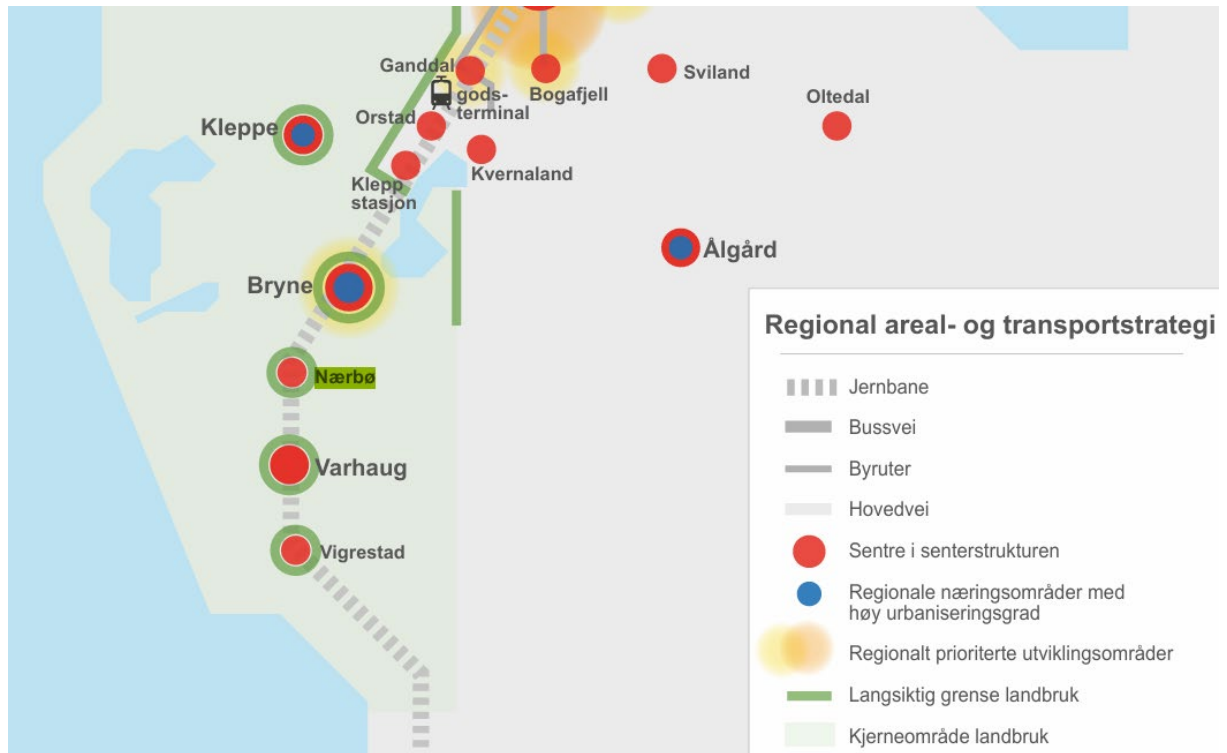 Ganddal
gods-
terminal
Bogafjell
Sviland
Oltedal
Kleppe
Orstad
Kvernaland
Klepp
stasjon
Ålgård
Bryne
Nærbø
Varhaug
Vigrestad
Regional areal- og transportstrategi
Jernbane
Bussvei
Byruter
Hovedvei
Sentre i senterstrukturen
Regionale næringsområder med
høy urbaniseringsgrad
Regionalt prioriterte utviklingsområder
Langsiktig grense landbruk
Kjerneområde landbruk